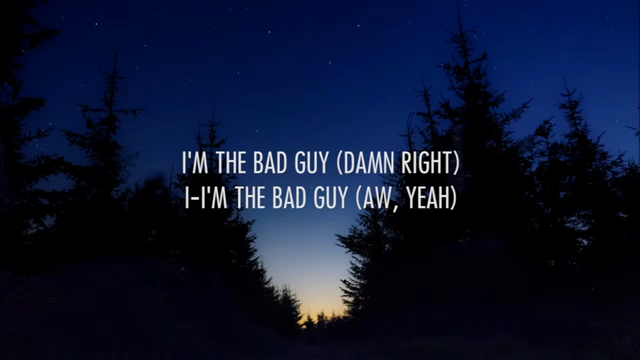 I'M THE BAD GUY (DAMN RIGHT)
I-I'M THE BAD GUY (AW, YEAH)